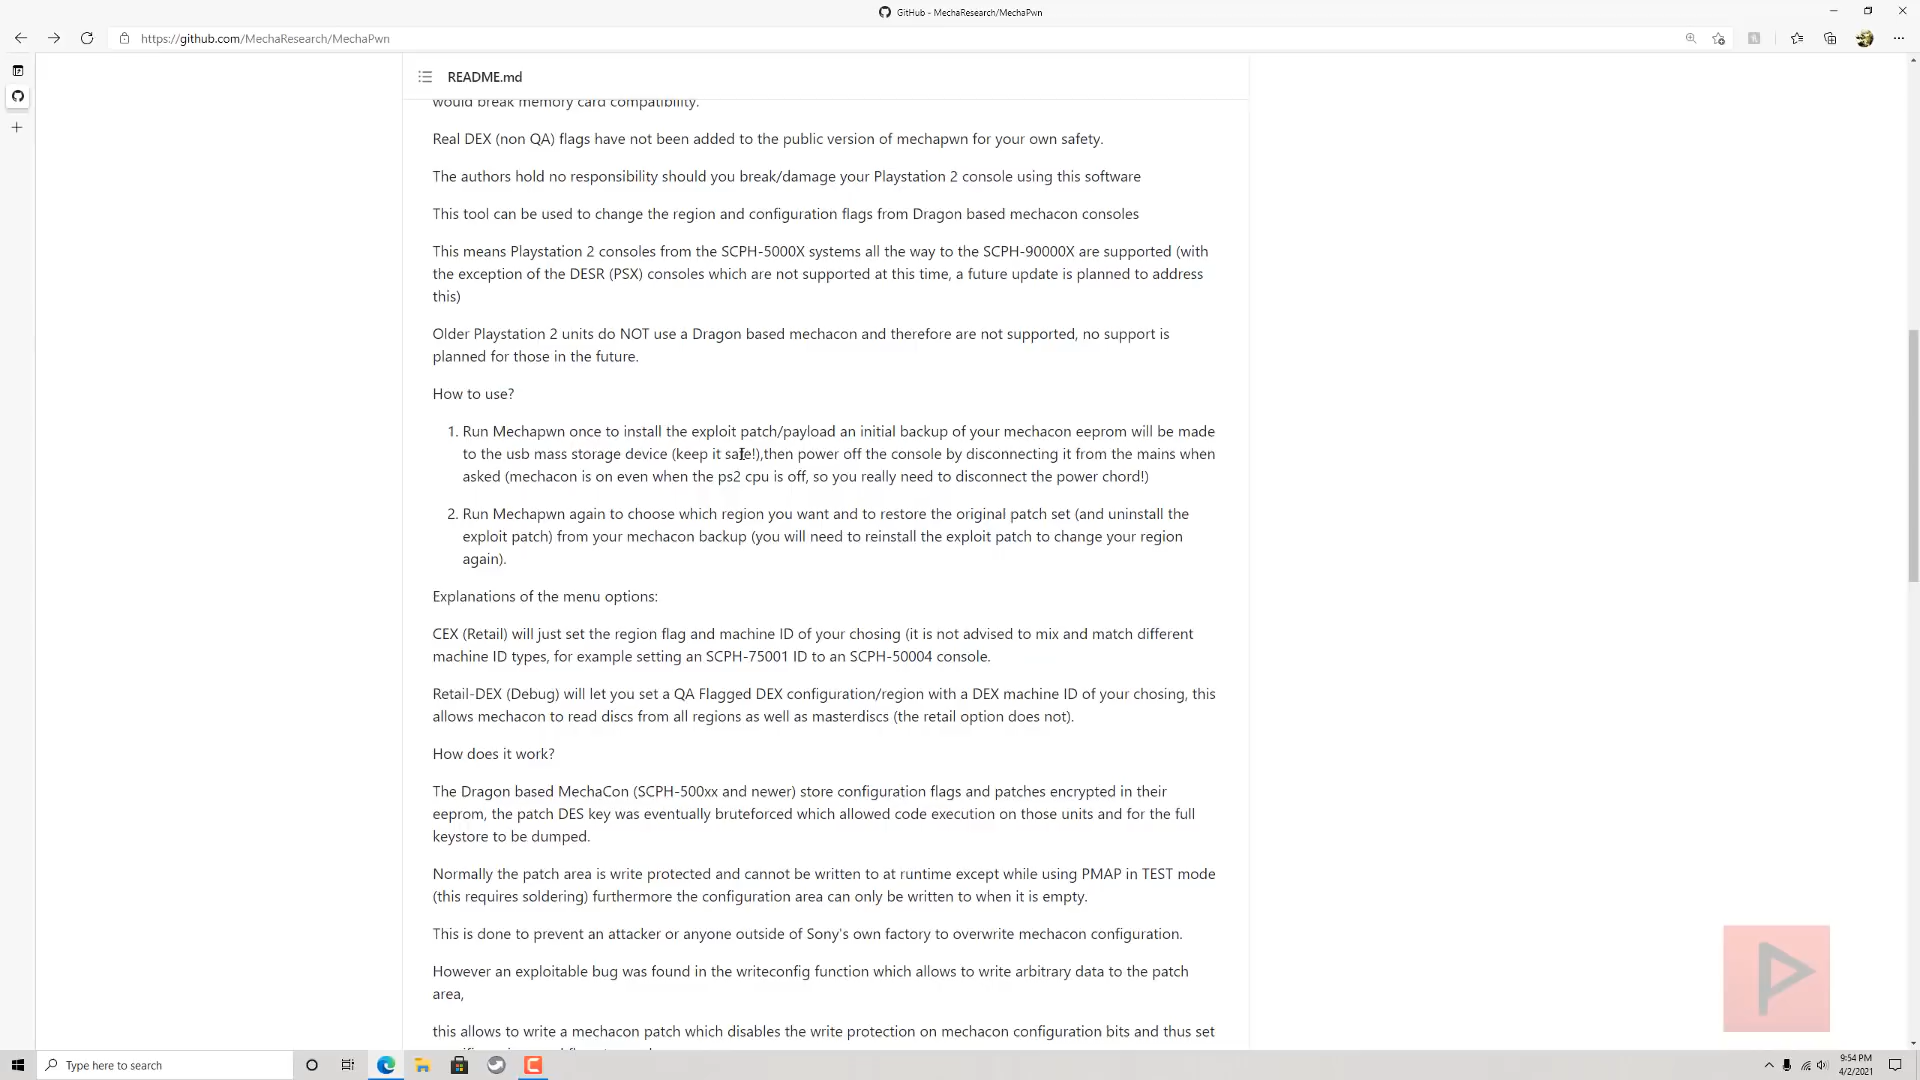 GitHub - MechaResearch/MechaPwn
https://github.com/MechaResearch/MechaPwn
README.md
would break memory card compatibility.
Real DEX (non QA) flags have not been added to the public version of mechapwn for your own safety.
The authors hold no responsibility should you break/damage your Playstation 2 console using this software
This tool can be used to change the region and configuration flags from Dragon based mechacon consoles
This means Playstation 2 consoles from the SCPH-5000X systems all the way to the SCPH-90000X are supported (with
the exception of the DESR (PSX) consoles which are not supported at this time, a future update is planned to address
this)
Older Playstation 2 units do NOT use a Dragon based mechacon and therefore are not supported, no support is
planned for those in the future.
How to use?
1. Run Mechapwn once to install the exploit patch/payload an initial backup of your mechacon eeprom will be made
to the usb mass storage device (keep it safe!),then power off the console by disconnecting it from the mains when
asked (mechacon is on even when the ps2 cpu is off, so you really need to disconnect the power chord!)
2. Run Mechapwn again to choose which region you want and to restore the original patch set (and uninstall the
exploit patch) from your mechacon backup (you will need to reinstall the exploit patch to change your region
again).
Explanations of the menu options:
CEX (Retail) will just set the region flag and machine ID of your chosing (it is not advised to mix and match different
machine ID types, for example setting an SCPH-75001 ID to an SCPH-50004 console.
Retail-DEX (Debug) will let you set a QA Flagged DEX configuration/region with a DEX machine ID of your chosing, this
allows mechacon to read discs from all regions as well as masterdiscs (the retail option does not).
How does it work?
The Dragon based MechaCon (SCPH-500xx and newer) store configuration flags and patches encrypted in their
eeprom, the patch DES key was eventually bruteforced which allowed code execution on those units and for the full
keystore to be dumped.
Normally the patch area is write protected and cannot be written to at runtime except while using PMAP in TEST mode
(this requires soldering) furthermore the configuration area can only be written to when it is empty.
This is done to prevent an attacker or anyone outside of Sony's own factory to overwrite mechacon configuration.
However an exploitable bug was found in the writeconfig function which allows to write arbitrary data to the patch
area,
this allows to write a mechacon patch which disables the write protection on mechacon configuration bits and thus set
Type here to search
9:54 PM
4/2/2021